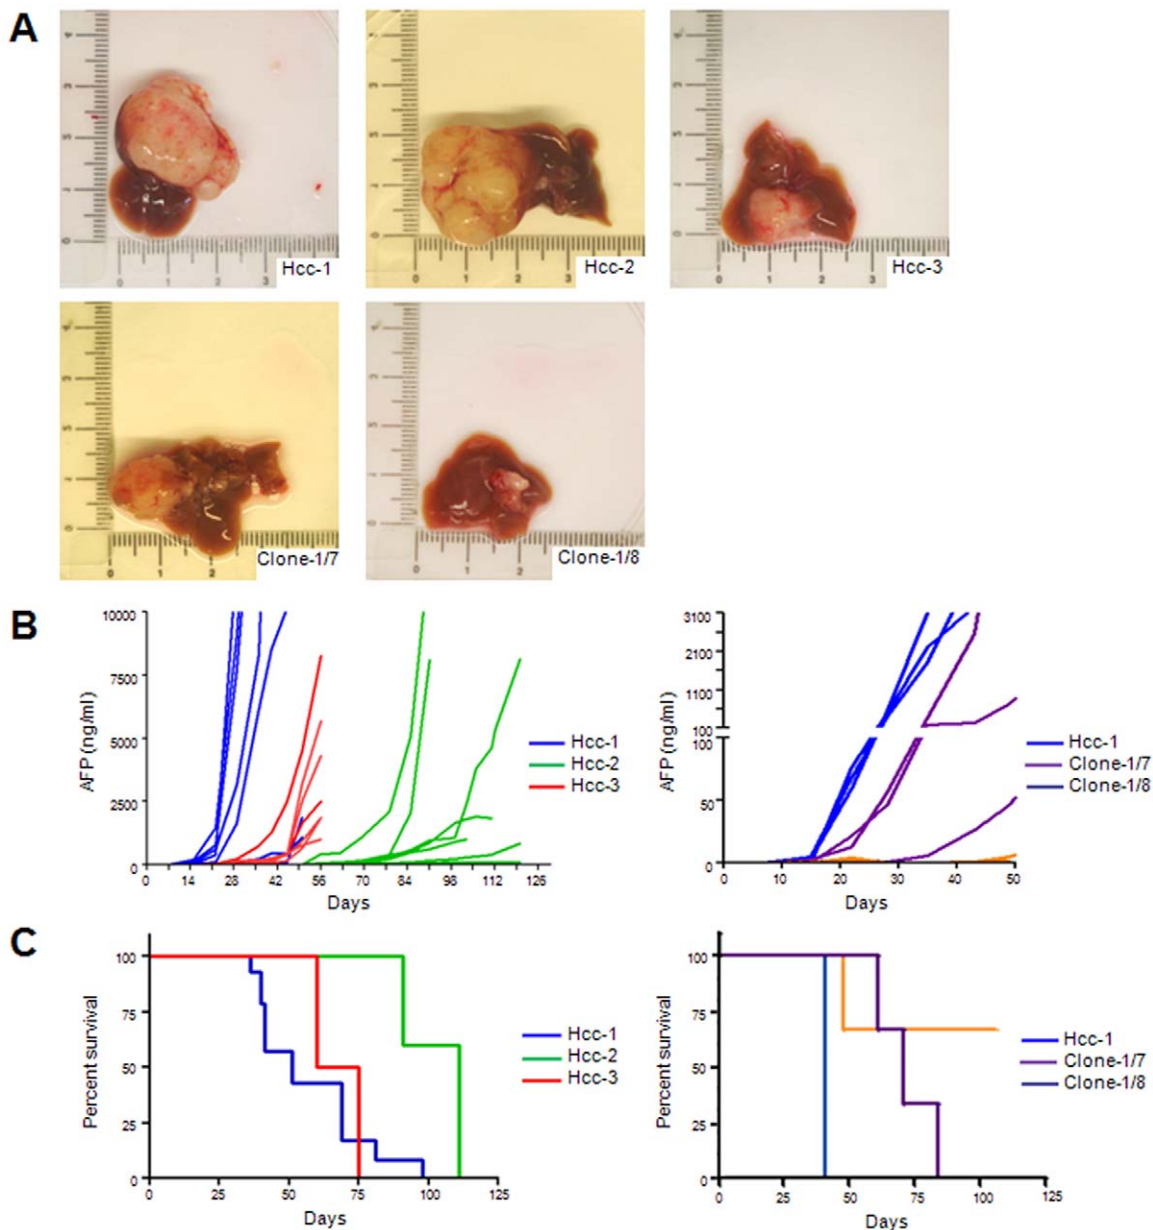 A
Hcc-1
Hcc-2
Hcc-3
Clone-1/7
Clone-1/8
B
AFP (ng/ml)
10000
7500
5000
2500
0
0 14 28 42 56 70 84 98 112 126
Days
Hcc-1
Hcc-2
Hcc-3
AFP (ng/ml)
3100
2100
1100
100
100
50
0
0 10 20 30 40 50
Days
Hcc-1
Clone-1/7
Clone-1/8
C
Percent survival
100
75
50
25
0
0 25 50 75 100 125
Days
Hcc-1
Hcc-2
Hcc-3
Percent survival
100
75
50
25
0
0 25 50 75 100 125
Days
Hcc-1
Clone-1/7
Clone-1/8